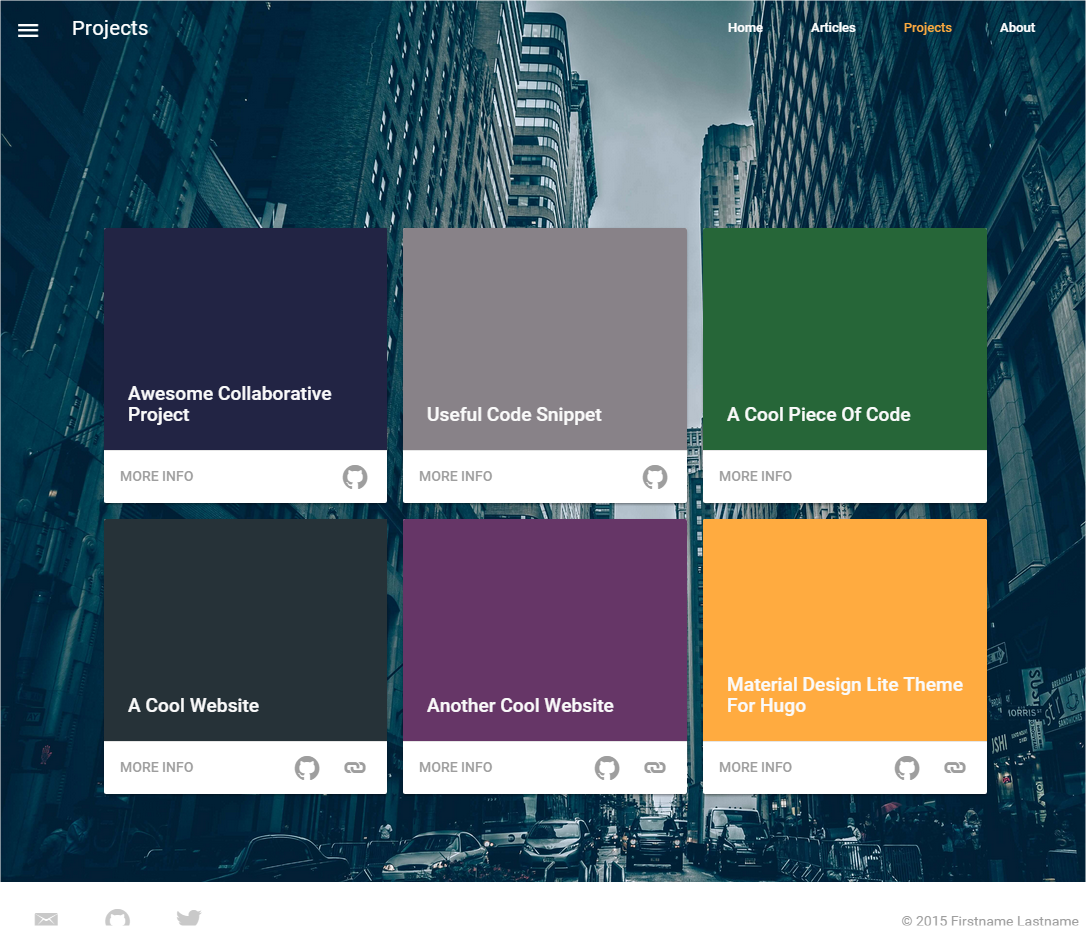 Projects
Home Articles Projects About
Awesome Collaborative
Project
Useful Code Snippet
A Cool Piece Of Code
MORE INFO
MORE INFO
MORE INFO
A Cool Website
Another Cool Website
Material Design Lite Theme
For Hugo
MORE INFO
MORE INFO
MORE INFO
© 2015 Firstname Lastname